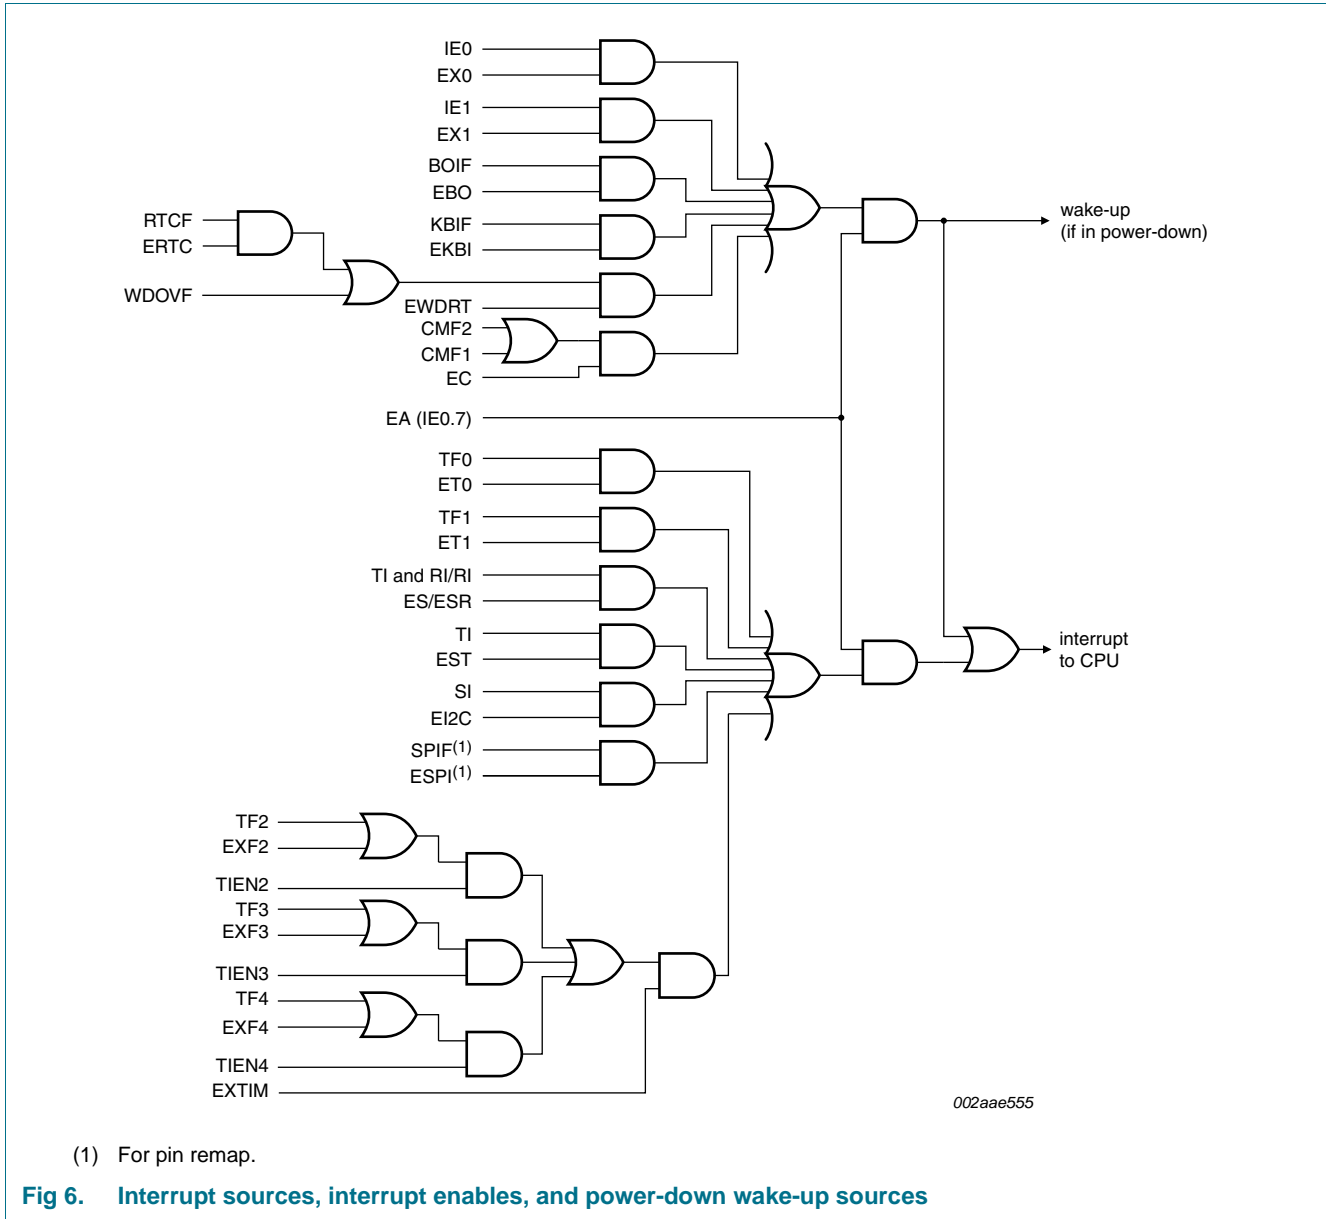 IE0
EX0
IE1
EX1
BOIF
EBO
KBIF
EKBI
RTCF
ERTC
WDOVF
EWDRT
CMF2
CMF1
EC
wake-up
(if in power-down)
EA (IE0.7)
TF0
ET0
TF1
ET1
TI and RI/RI
ES/ESR
TI
EST
SI
EI2C
SPIF(1)
ESPI(1)
interrupt
to CPU
TF2
EXF2
TIEN2
TF3
EXF3
TIEN3
TF4
EXF4
TIEN4
EXTIM
002aae555
(1) For pin remap.
Fig 6. Interrupt sources, interrupt enables, and power-down wake-up sources